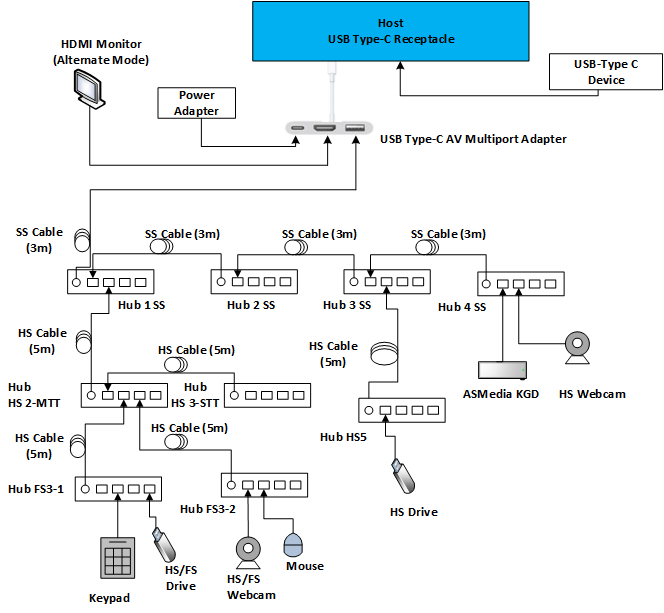 Host
USB Type-C Receptacle
HDMI Monitor
(Alternate Mode)
Power
Adapter
USB-Type C
Device
USB Type-C AV Multiport Adapter
SS Cable
(3m)
SS Cable (3m)
SS Cable (3m)
SS Cable (3m)
Hub 1 SS
Hub 2 SS
Hub 3 SS
Hub 4 SS
HS Cable
(5m)
HS Cable (5m)
HS Cable
(5m)
Hub
HS 2-MTT
Hub
HS 3-STT
ASMedia KGD
HS Webcam
HS Cable
(5m)
HS Cable (5m)
Hub HS5
Hub FS3-1
Hub FS3-2
HS Drive
HS/FS
Drive
Keypad
HS/FS
Webcam
Mouse